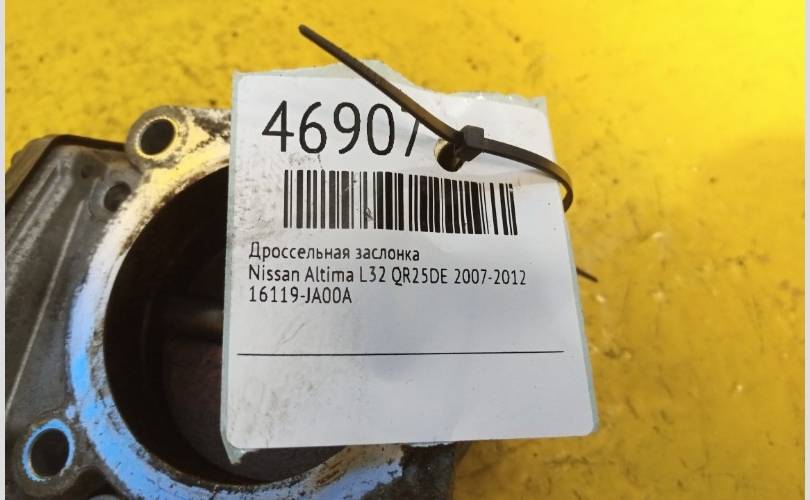 46907
Дроссельная заслонка
Nissan Altima L32 QR25DE 2007-2012
16119-JA00A